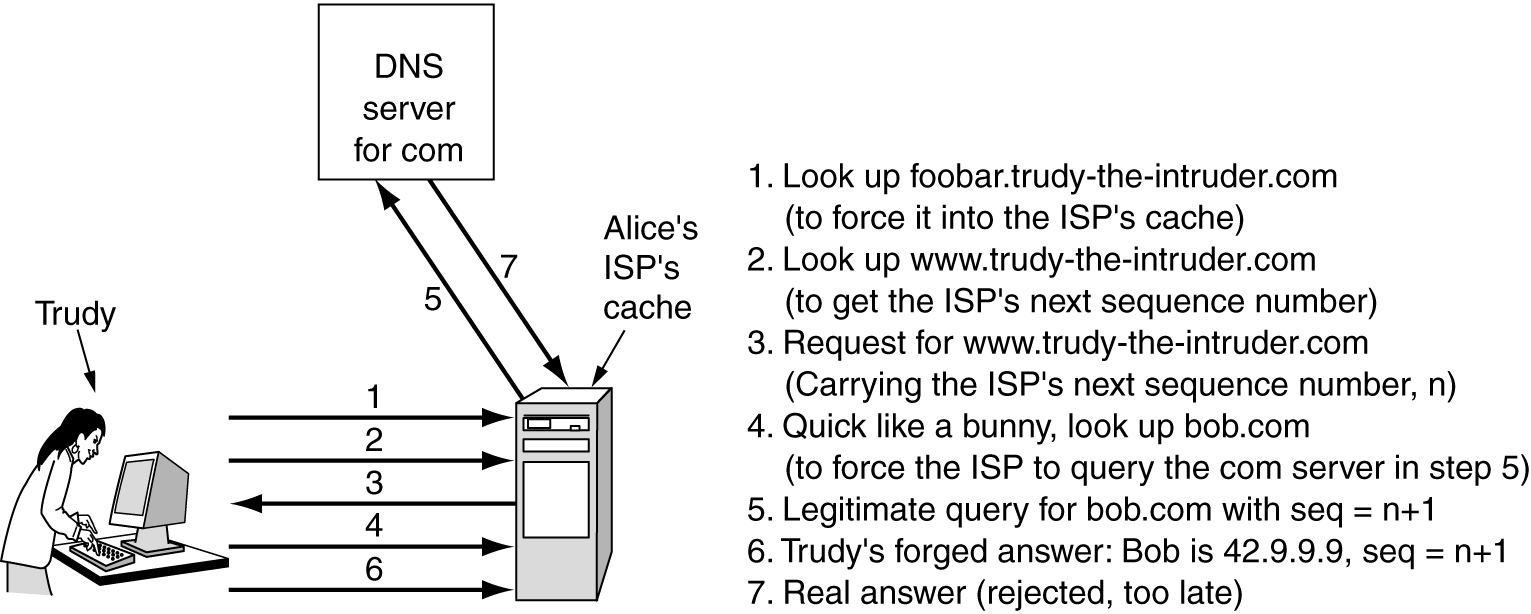 DNS
server
for com
Alice's
ISP's
cache
Trudy
7
5
1
2
3
4
6
1. Look up foobar.trudy-the-intruder.com
(to force it into the ISP's cache)
2. Look up www.trudy-the-intruder.com
(to get the ISP's next sequence number)
3. Request for www.trudy-the-intruder.com
(Carrying the ISP's next sequence number, n)
4. Quick like a bunny, look up bob.com
(to force the ISP to query the com server in step 5)
5. Legitimate query for bob.com with seq = n+1
6. Trudy's forged answer: Bob is 42.9.9.9, seq = n+1
7. Real answer (rejected, too late)